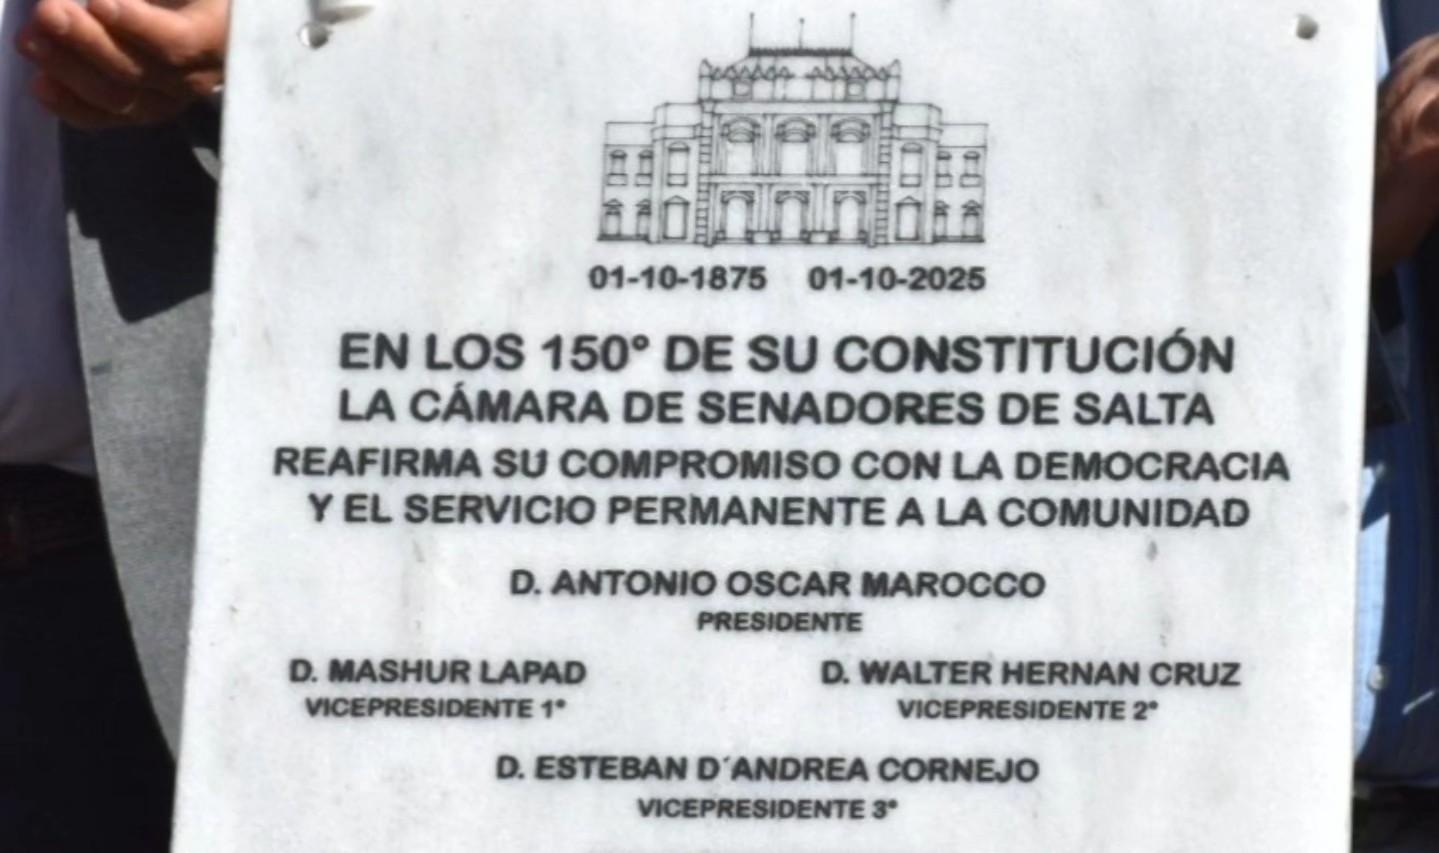 01-10-1875 01-10-2025
EN LOS 150° DE SU CONSTITUCIÓN
LA CÁMARA DE SENADORES DE SALTA
REAFIRMA SU COMPROMISO CON LA DEMOCRACIA
Y EL SERVICIO PERMANENTE A LA COMUNIDAD
D. ANTONIO OSCAR MAROCCO
PRESIDENTE
D. MASHUR LAPAD D. WALTER HERNAN CRUZ
VICEPRESIDENTE 1° VICEPRESIDENTE 2°
D. ESTEBAN D´ANDREA CORNEJO
VICEPRESIDENTE 3°